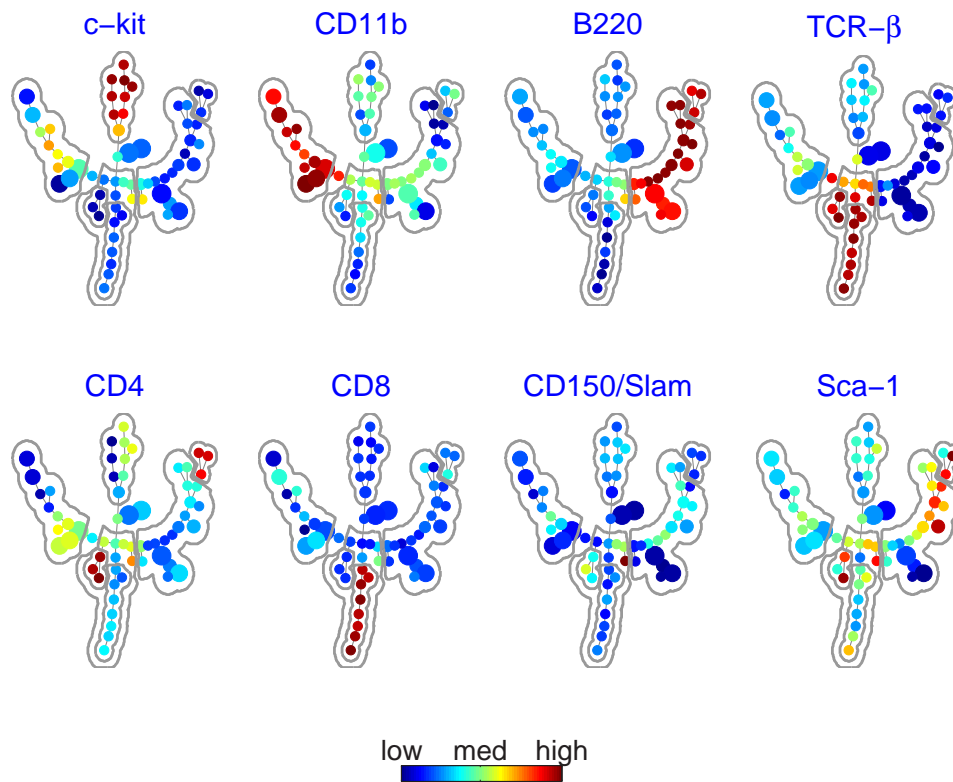 c−kit
CD11b
B220
TCR−β
CD4
CD8
CD150/Slam
Sca−1
low med high